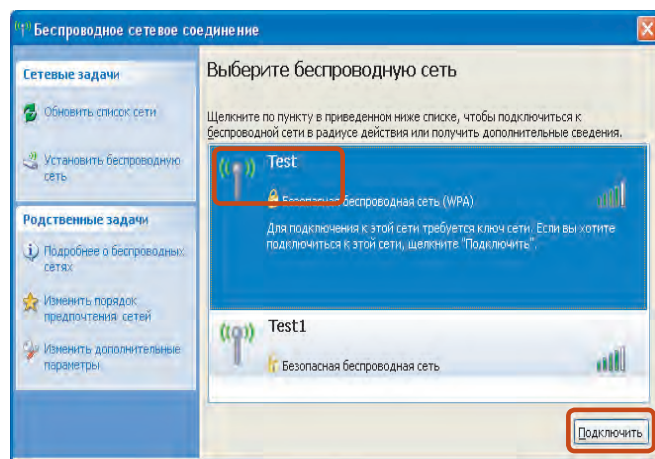 Беспроводное сетевое соединение
Сетевые задачи
Обновить список сети
Установить беспроводную
сеть
Родственные задачи
Подробнее о беспроводных
сетях
Изменить порядок
предпочтения сетей
Изменить дополнительные
параметры
Выберите беспроводную сеть
Щелкните по пункту в приведенном ниже списке, чтобы подключиться к
беспроводной сети в радиусе действия или получить дополнительные сведения.
Test
Безопасная беспроводная сеть (WPA)
Для подключения к этой сети требуется ключ сети. Если вы хотите
подключиться к этой сети, щелкните "Подключить".
Test1
Безопасная беспроводная сеть
Подключить